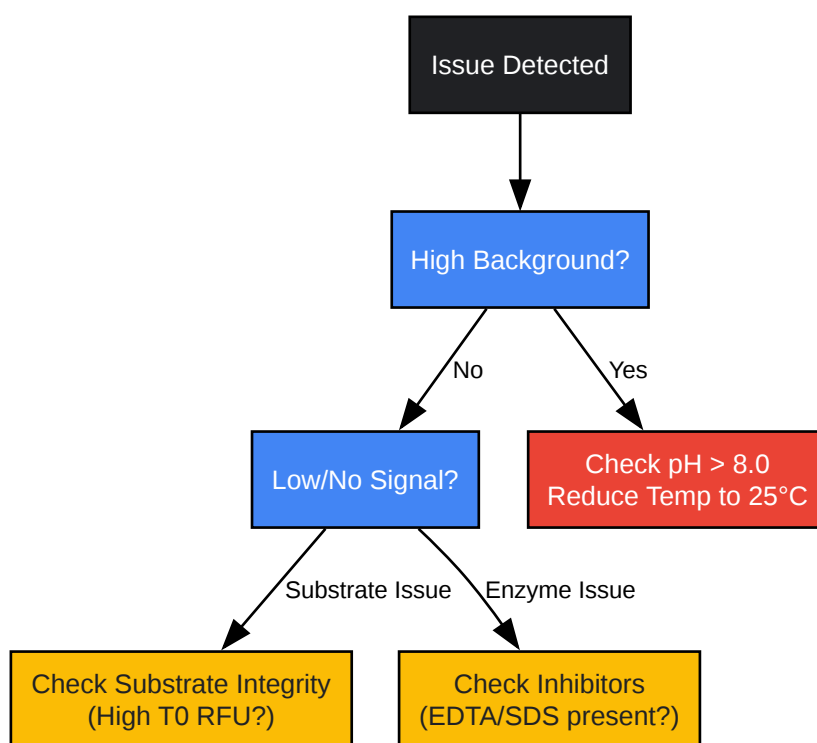 Issue Detected
High Background?
No
Yes
Low/No Signal?
Check pH > 8.0
Reduce Temp to 25°C
Substrate Issue
Enzyme Issue
Check Substrate Integrity
(High T0 RFU?)
Check Inhibitors
(EDTA/SDS present?)